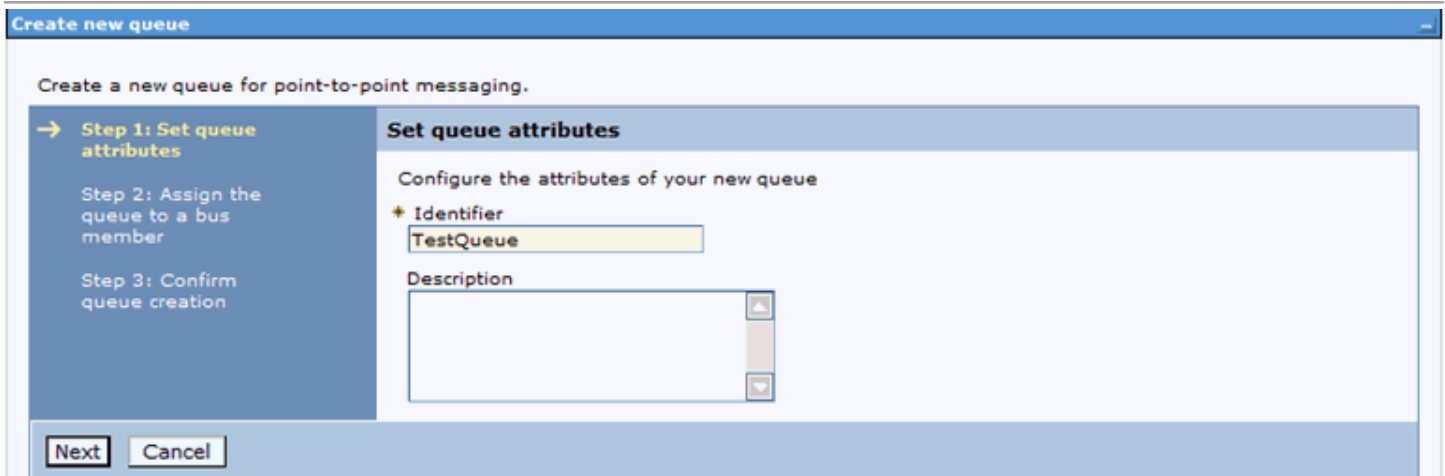 Create new queue
Create a new queue for point-to-point messaging.
Step 1: Set queue
attributes
Step 2: Assign the
queue to a bus
member
Step 3: Confirm
queue creation
Set queue attributes
Configure the attributes of your new queue
Identifier
TestQueue
Description
Next
Cancel